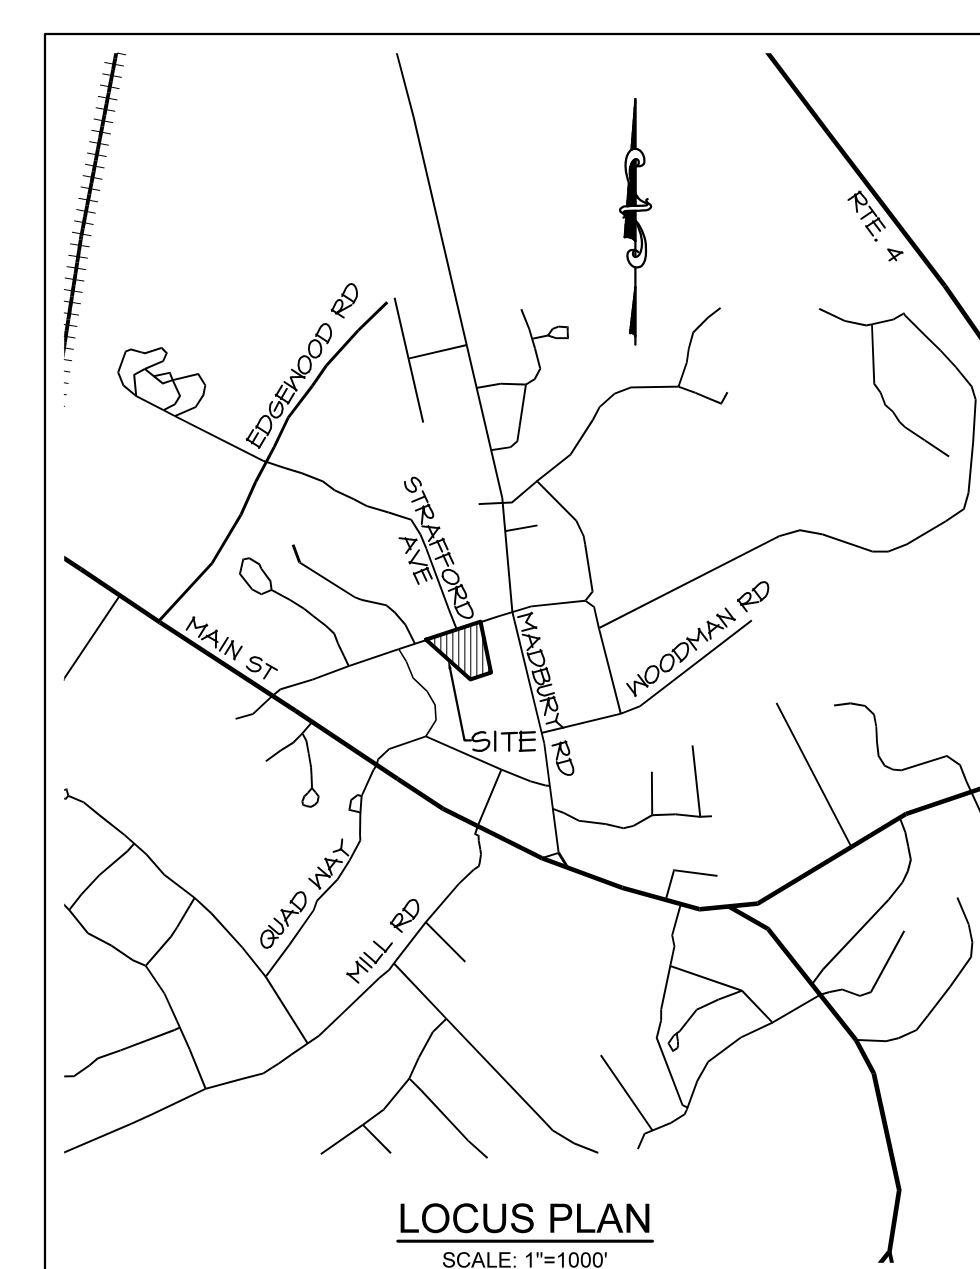 RTE. 4
EDGEWOOD RD
STRAFFORD
AVE
MAIN ST
MADBURY RD
WOODMAN RD
SITE
QUAD WAY
MILL RD
LOCUS PLAN
SCALE: 1"=1000'